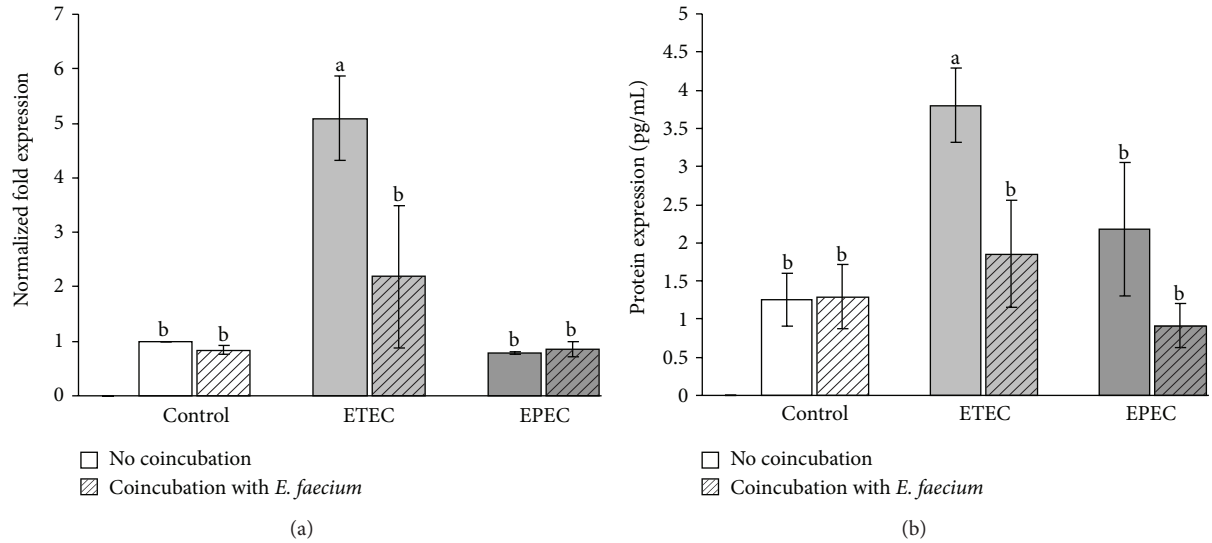 Normalized fold expression
7
6
5
4
3
2
1
0
b
b
a
b
b
b
Control
ETEC
EPEC
No coincubation
Coincubation with E. faecium
(a)
Protein expression (pg/mL)
5
4.5
4
3.5
3
2.5
2
1.5
1
0.5
0
b
b
a
b
b
b
Control
ETEC
EPEC
No coincubation
Coincubation with E. faecium
(b)